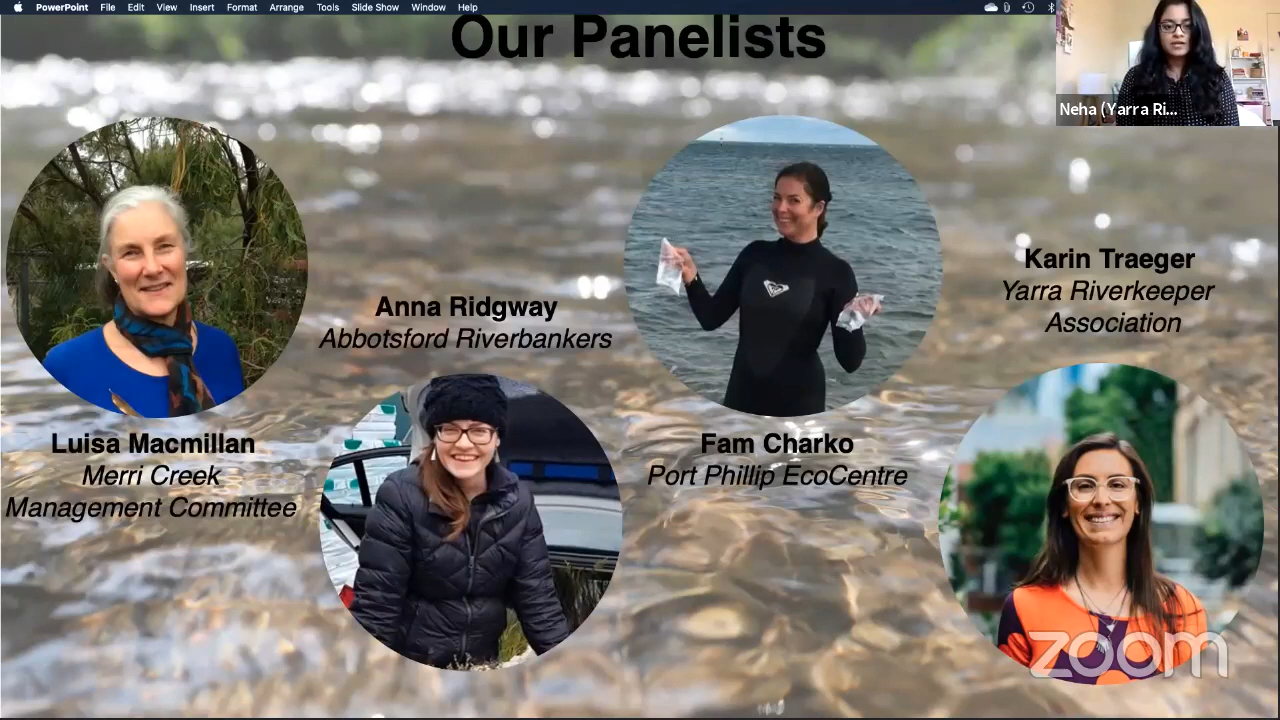 PowerPoint File Edit View Insert Format Arrange Tools Slide Show Window Help
Our Panelists
Neha (Yarra Ri...
Anna Ridgway
Abbotsford Riverbankers
Karin Traeger
Yarra Riverkeeper
Association
Luisa Macmillan
Merri Creek
Management Committee
Fam Charko
Port Phillip EcoCentre
zoom